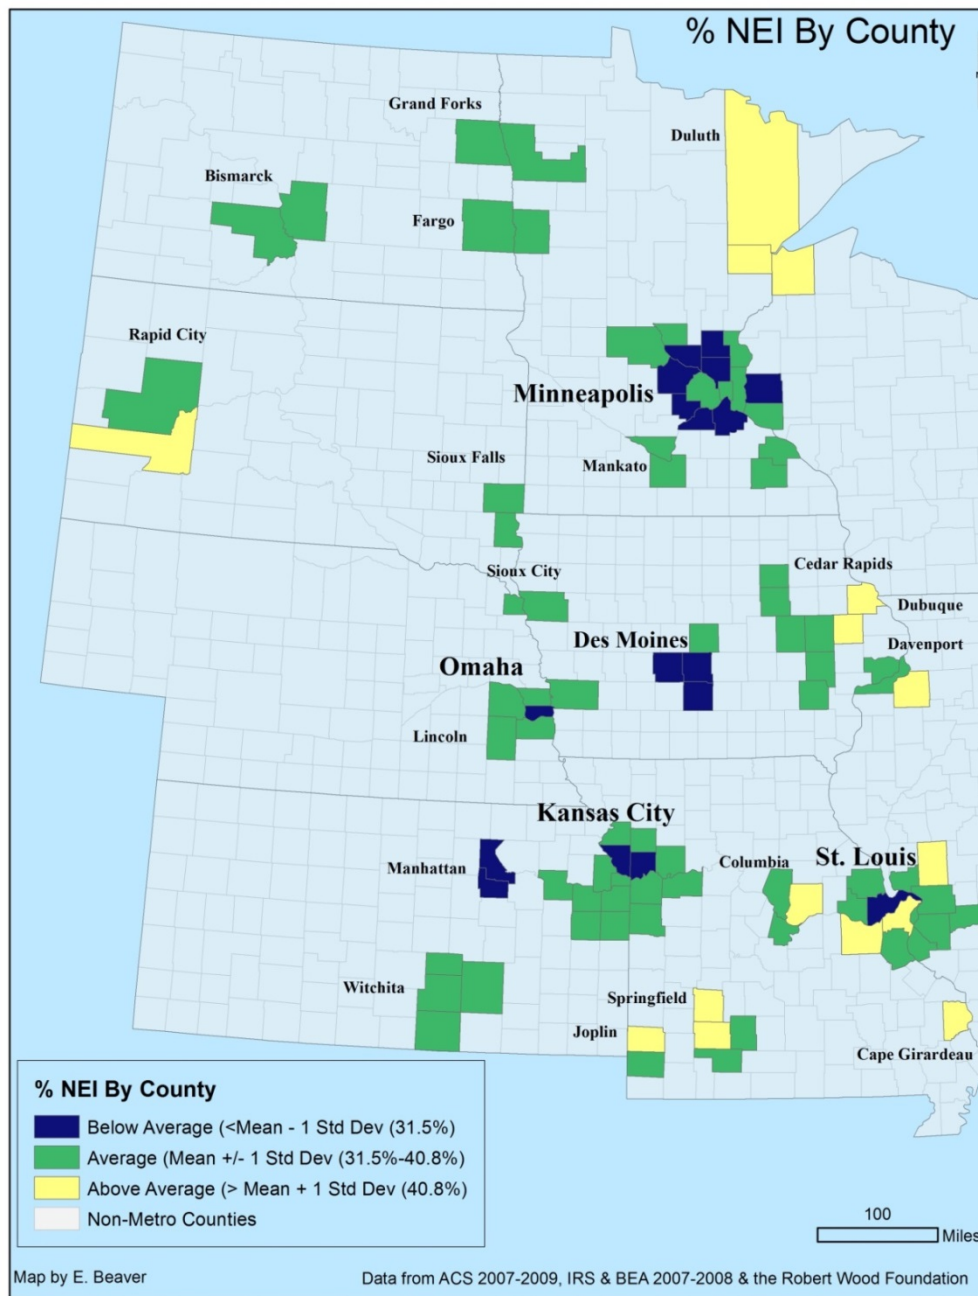 % NEI By County
Grand Forks
Duluth
Bismarck
Fargo
Rapid City
Minneapolis
Sioux Falls
Mankato
Sioux City
Cedar Rapids
Dubuque
Des Moines
Davenport
Omaha
Lincoln
Kansas City
Manhattan
Columbia
St. Louis
Witchita
Springfield
Joplin
Cape Girardeau
% NEI By County
Below Average (<Mean - 1 Std Dev (31.5%)
Average (Mean +/- 1 Std Dev (31.5%-40.8%)
Above Average (> Mean + 1 Std Dev (40.8%)
Non-Metro Counties
100
Miles
Map by E. Beaver
Data from ACS 2007-2009, IRS & BEA 2007-2008 & the Robert Wood Foundation